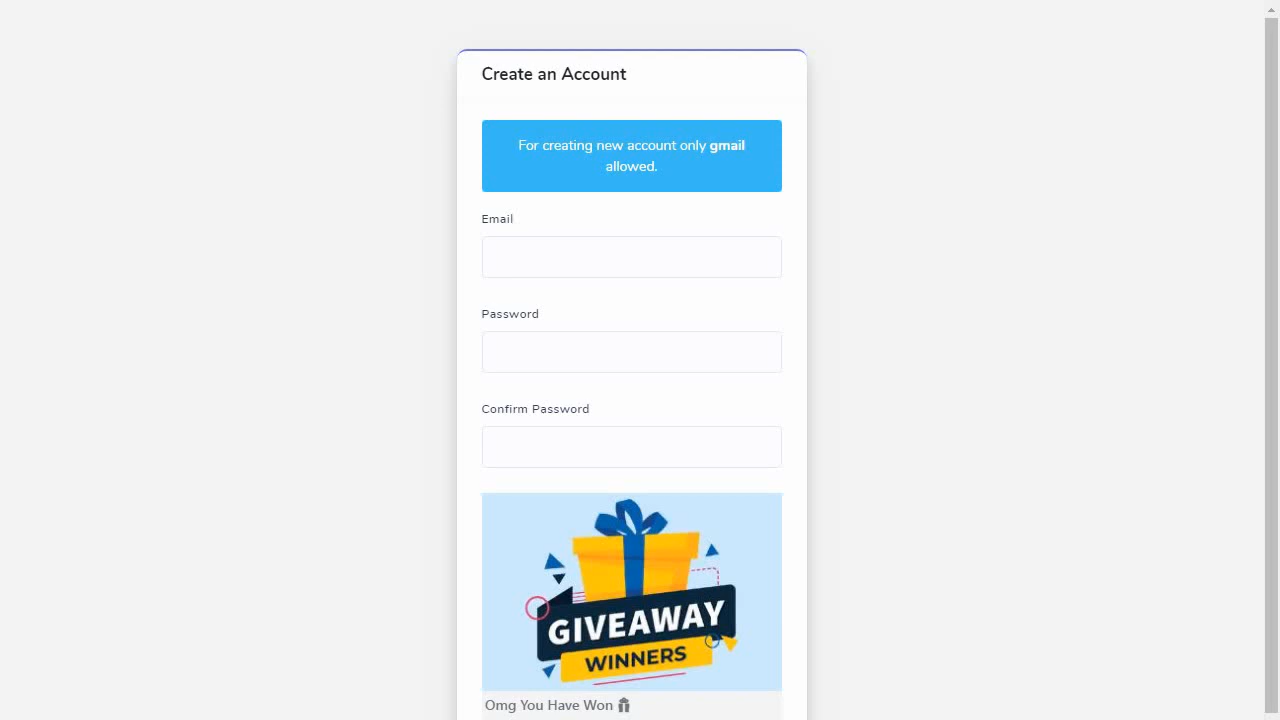 Create an Account
For creating new account only gmail
allowed.
Email
Password
Confirm Password
GIVEAWAY
WINNERS
Omg You Have Won